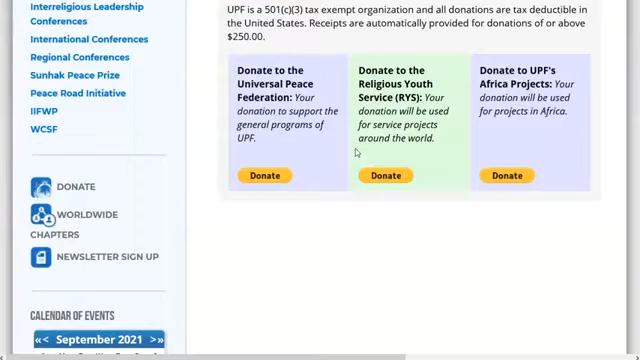 Interreligious Leadership
Conferences
International Conferences
Regional Conferences
Sunhak Peace Prize
Peace Road Initiative
IIFWP
WCSF
DONATE
WORLDWIDE
CHAPTERS
NEWSLETTER SIGN UP
CALENDAR OF EVENTS
«< September 2021 >»
UPF is a 501(c)(3) tax exempt organization and all donations are tax deductible in
the United States. Receipts are automatically provided for donations of or above
$250.00.
Donate to the
Universal Peace
Federation: Your
donation to support the
general programs of
UPF.
Donate
Donate to the
Religious Youth
Service (RYS): Your
donation will be used
for service projects
around the world.
Donate
Donate to UPF's
Africa Projects: Your
donation will be used
for projects in Africa.
Donate